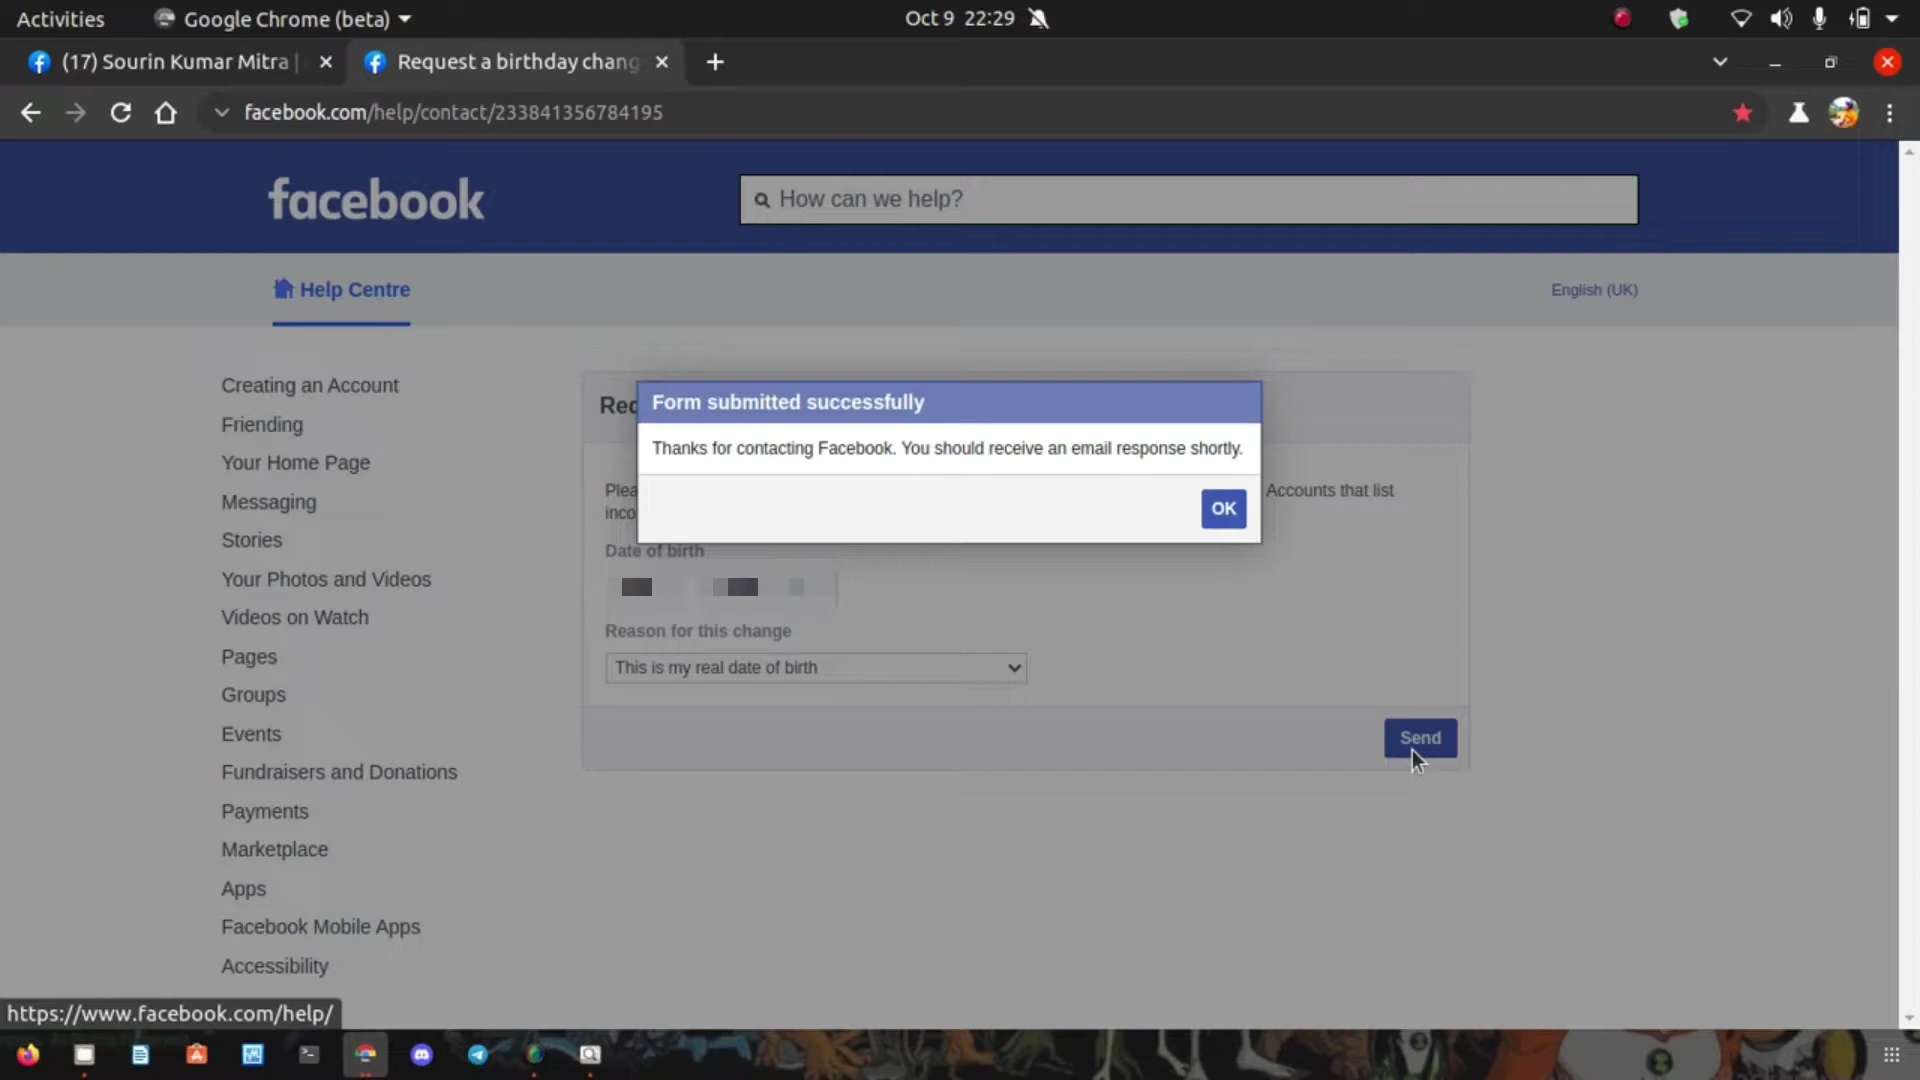 Activities
Google Chrome (beta)
Oct 9 22:29
(17) Sourin Kumar Mitra |
Request a birthday chang
facebook.com/help/contact/233841356784195
facebook
How can we help?
Help Centre
English (UK)
Creating an Account
Friending
Your Home Page
Messaging
Stories
Your Photos and Videos
Videos on Watch
Pages
Groups
Events
Fundraisers and Donations
Payments
Marketplace
Apps
Facebook Mobile Apps
Accessibility
Form submitted successfully
Thanks for contacting Facebook. You should receive an email response shortly.
OK
Accounts that list
Date of birth
Reason for this change
This is my real date of birth
Send
https://www.facebook.com/help/